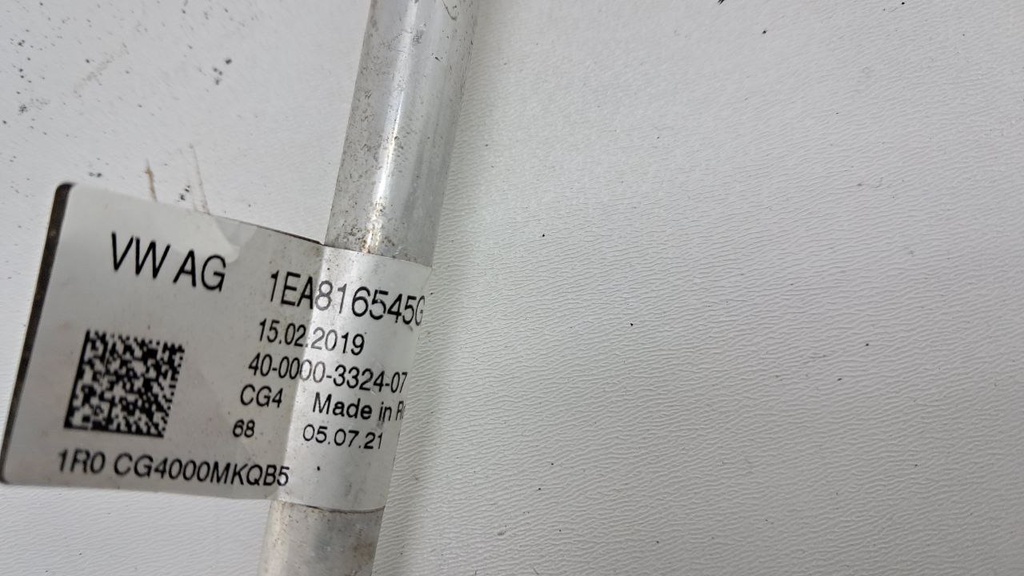 VW AG 1EA816545G
15.02.2019
40-0000-3324-07
CG4 Made in
68 05.07.21
1R0 CG4000MKQB5